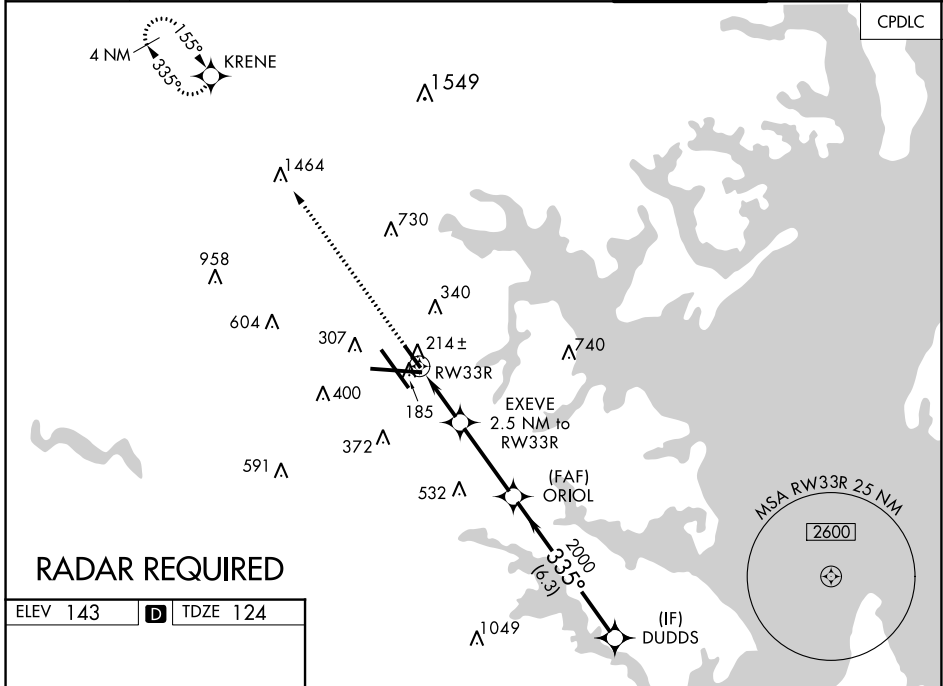 CPDLC
4 NM
155°
335°
KRENE
1549
1464
730
958
340
604
307
214±
740
RW33R
400
185
EXEVE
2.5 NM to
RW33R
372
591
(FAF)
ORIOL
532
MSA RW33R 25 NM
2600
2000
335°
(6.3)
RADAR REQUIRED
ELEV 143 D TDZE 124
(IF)
DUDDS
1049